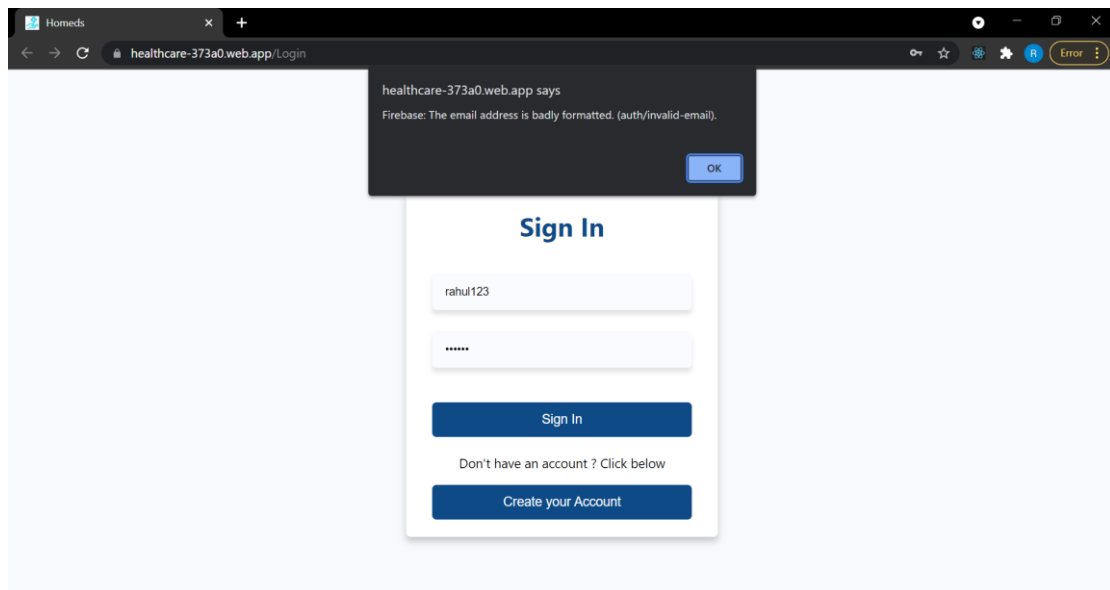 Homeds
healthcare-373a0.web.app/Login
R
Error
healthcare-373a0.web.app says
Firebase: The email address is badly formatted. (auth/invalid-email).
OK
Sign In
rahul123
••••••
Sign In
Don't have an account ? Click below
Create your Account